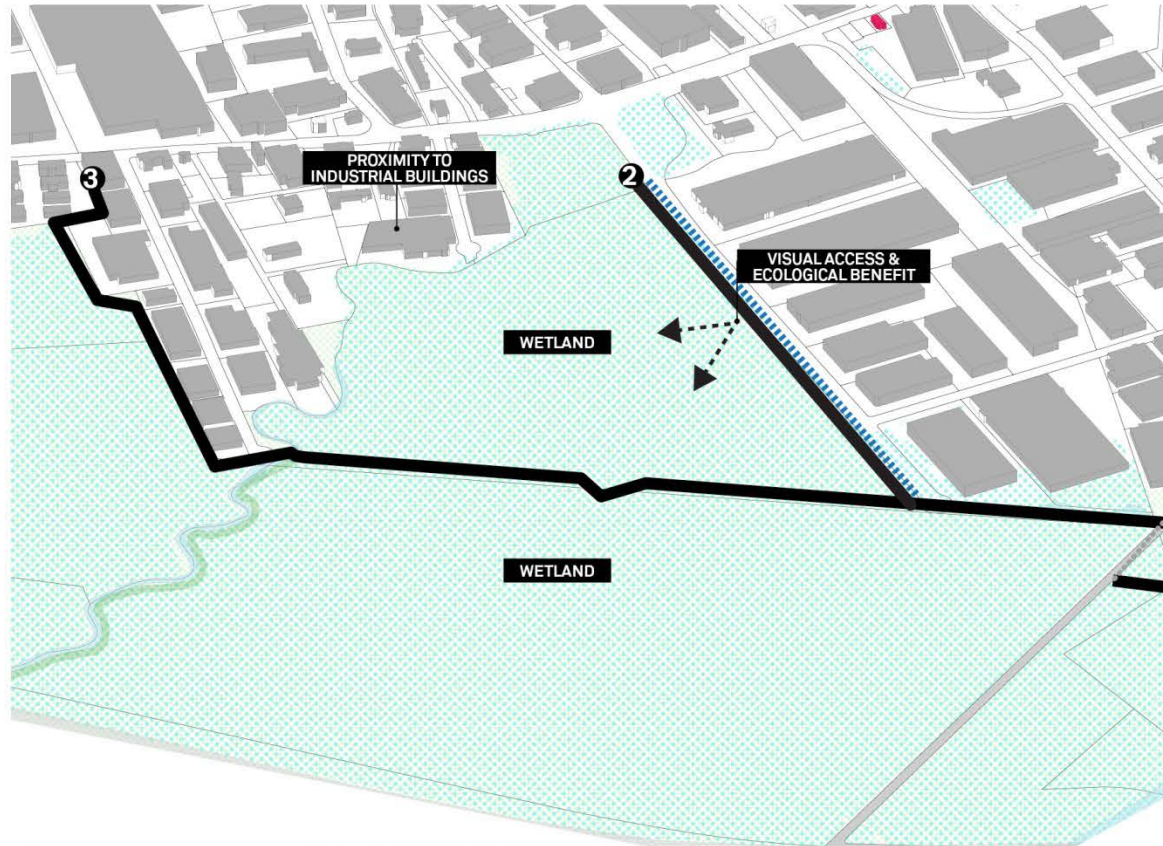 3
PROXIMITY TO
INDUSTRIAL BUILDINGS
2
VISUAL ACCESS &
ECOLOGICAL BENEFIT
WETLAND
WETLAND